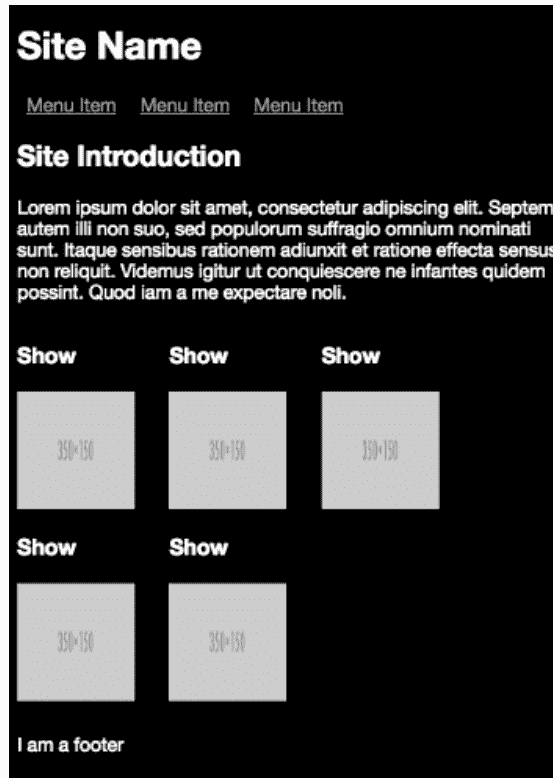 Site Name
Menu Item Menu Item Menu Item
Site Introduction
Lorem ipsum dolor sit amet, consectetur adipiscing elit. Septem
autem illi non suo, sed populorum suffragio omnium nominati
sunt. Itaque sensibus rationem adiunxit et ratione effecta sensus
non reliquit. Videmus igitur ut conquiescere ne infantes quidem
possint. Quod iam a me expectare noli.
Show Show Show
350×150 350×150 350×150
Show Show
350×150 350×150
I am a footer